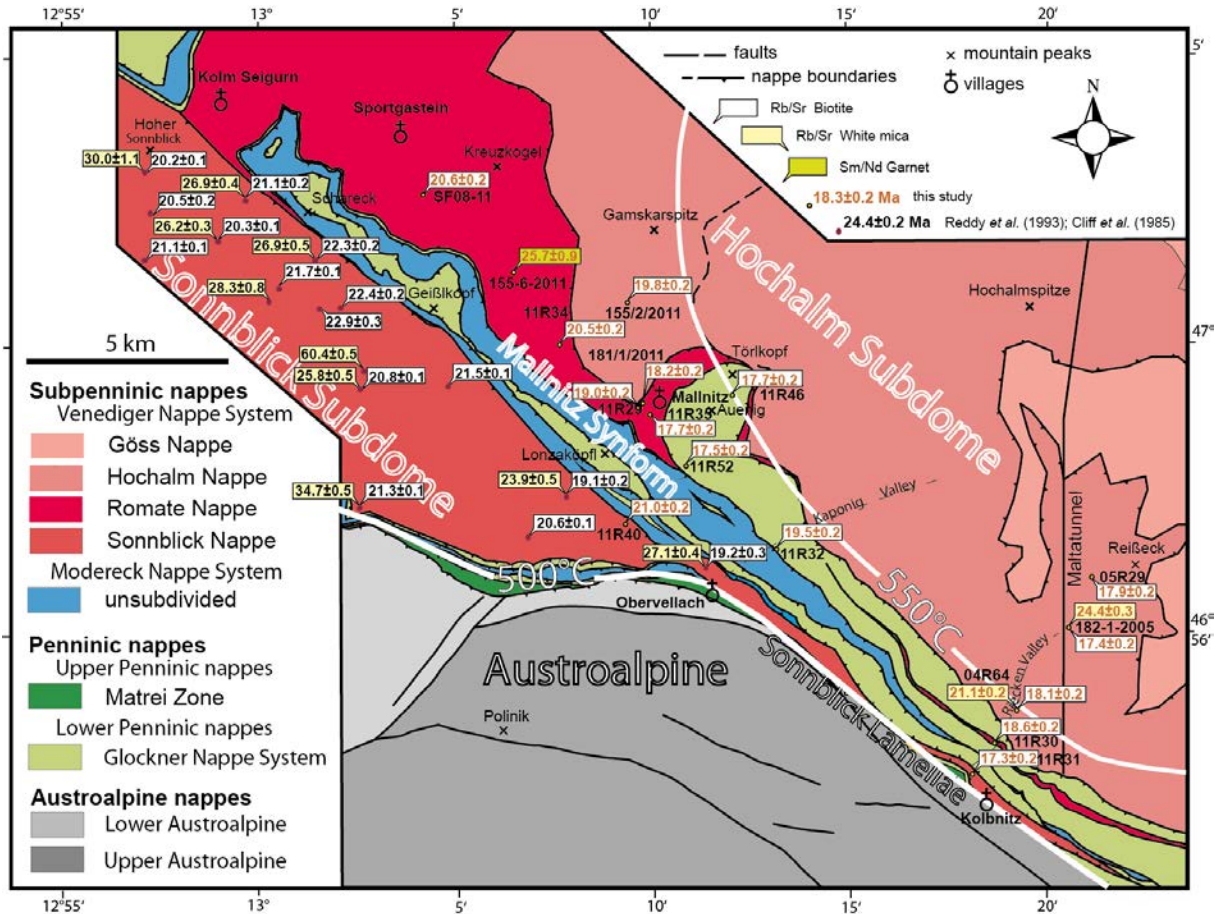 12°55'
13°
5'
10'
15'
20'
5'
47°
46°
56'
faults
nappe boundaries
mountain peaks
villages
N
Rb/Sr Biotite
Rb/Sr White mica
Sm/Nd Garnet
18.3±0.2 Ma this study
24.4±0.2 Ma Reddy et al. (1993); Cliff et al. (1985)
Kolm Seigurn
Sportgastein
Hoher
Sonnblick
Kreuzkogel
30.0±1.1 20.2±0.1
20.6±0.2
SF08-11
26.9±0.4 21.1±0.2
20.5±0.2
Schareck
Gamskarspitz
26.2±0.3 20.3±0.1
21.1±0.1
26.9±0.5 22.3±0.2
25.7±0.9
155-6-2011
21.7±0.1
28.3±0.8
22.4±0.2
Geißlkopf
22.9±0.3
19.8±0.2
155/2/2011
Hochalmspitze
11R34
20.5±0.2
5 km
60.4±0.5
25.8±0.5 20.8±0.1
21.5±0.1
181/1/2011
18.2±0.2
Törlkopf
17.7±0.2
11R46
19.0±0.2
11R29
Mallnitz
11R35
Auernig
17.7±0.2
17.5±0.2
11R52
Lonzaköpfl
23.9±0.5 19.1±0.2
34.7±0.5 21.3±0.1
21.0±0.2
11R40
20.6±0.1
27.1±0.4 19.2±0.3
Kaponig Valley
19.5±0.2
11R32
Maltatunnel
Reißeck
05R29
17.9±0.2
24.4±0.3
182-1-2005
17.4±0.2
500°C
550°C
Obervellach
Sonnblick Subdome
Mallnitz Synform
Hochalm Subdome
Sonnblick Lamellae
Austroalpine
Polinik
Valley
04R64
21.1±0.2 18.1±0.2
18.6±0.2
11R30
17.3±0.2
11R31
Kolbnitz
Subpenninic nappes
Venediger Nappe System
Göss Nappe
Hochalm Nappe
Romate Nappe
Sonnblick Nappe
Modereck Nappe System
unsubdivided
Penninic nappes
Upper Penninic nappes
Matrei Zone
Lower Penninic nappes
Glockner Nappe System
Austroalpine nappes
Lower Austroalpine
Upper Austroalpine
12°55'
13°
5'
10'
15'
20'